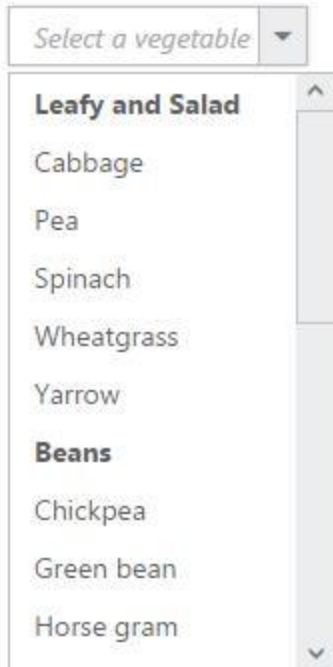 Select a vegetable
Leafy and Salad
Cabbage
Pea
Spinach
Wheatgrass
Yarrow
Beans
Chickpea
Green bean
Horse gram